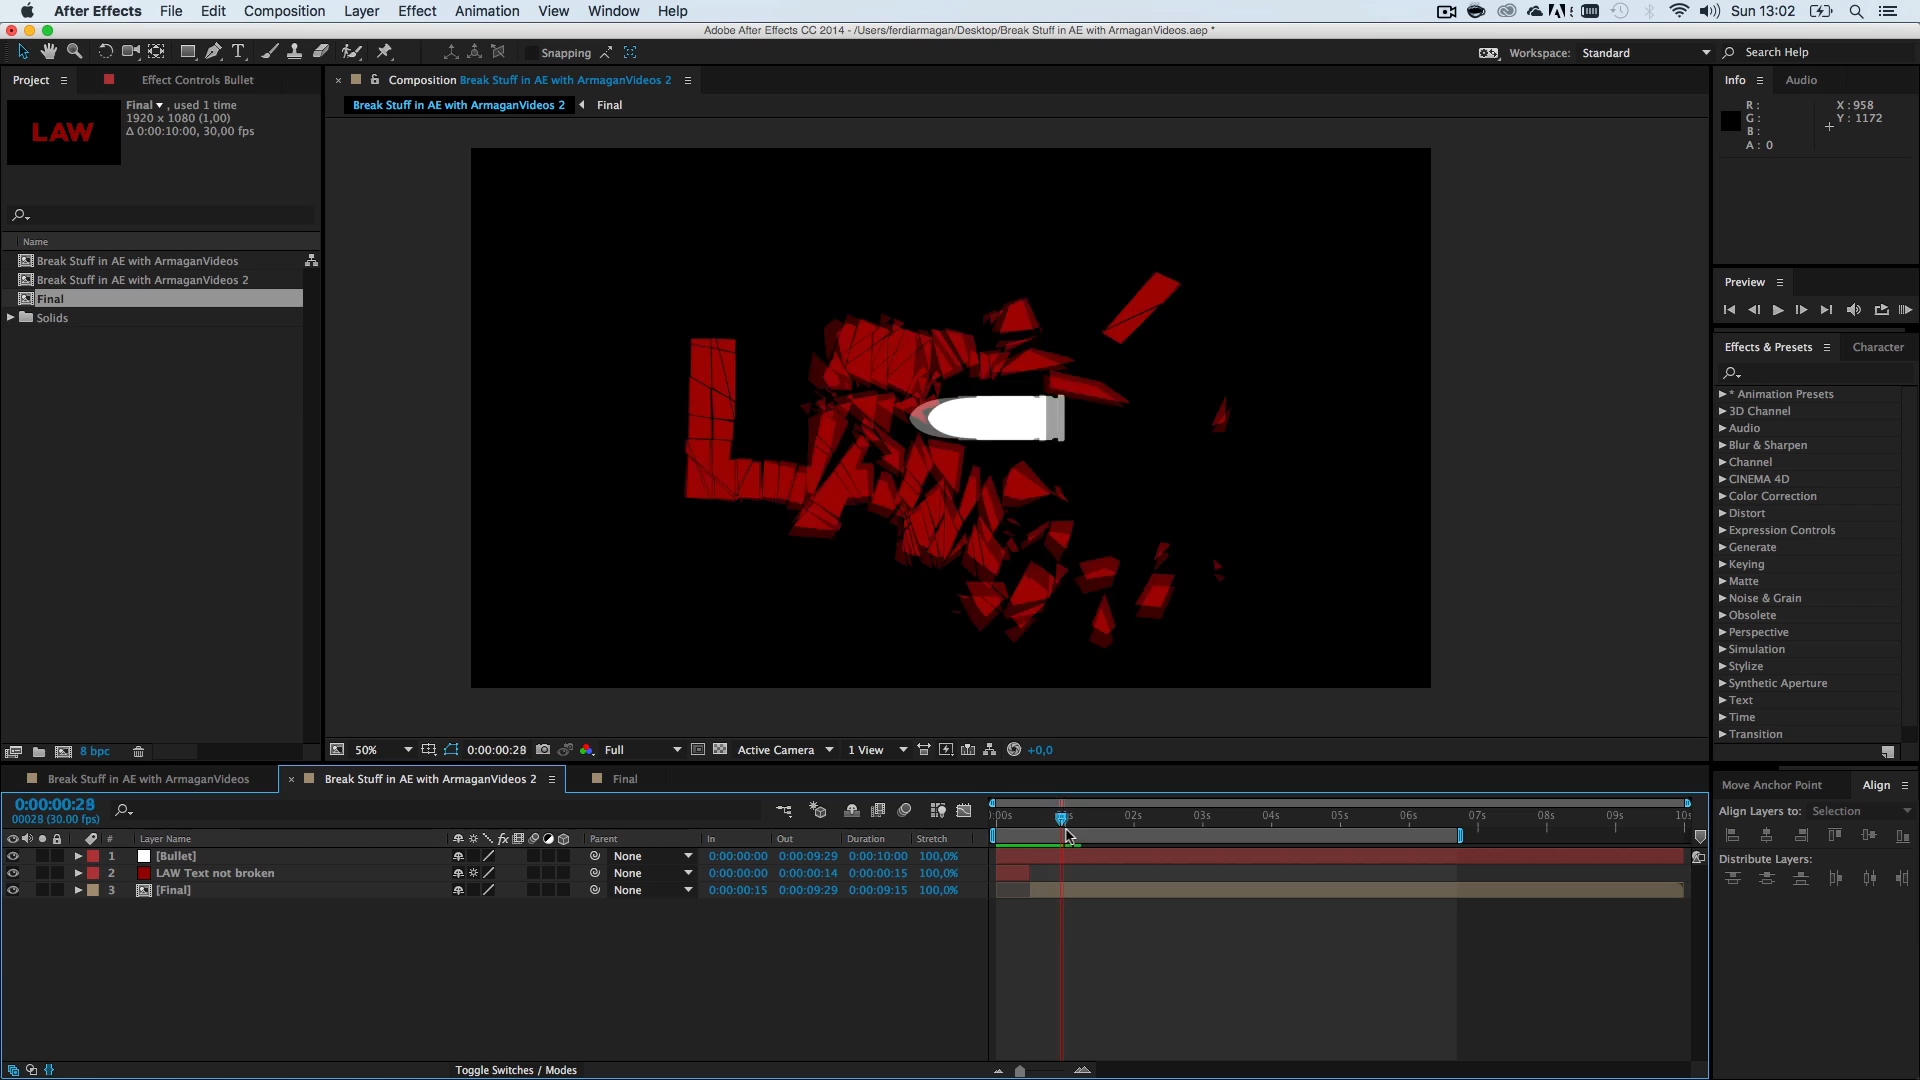 After Effects File Edit Composition Layer Effect Animation View Window Help Sun 13:02
Adobe After Effects CC 2014 - /Users/ferdiarmagan/Desktop/Break Stuff in AE with ArmaganVideos.aep *
T Snapping Workspace: Standard Search Help
Project Effect Controls Bullet Composition Break Stuff in AE with ArmaganVideos 2 Info Audio
Break Stuff in AE with ArmaganVideos 2 Final
Final , used 1 time
1920 x 1080 (1,00)
Δ 0:00:10:00, 30,00 fps
LAW
R :
G :
B :
A : 0
X : 958
Y : 1172
Name
Break Stuff in AE with ArmaganVideos
Break Stuff in AE with ArmaganVideos 2
Final
Solids
Preview
Effects & Presets Character
* Animation Presets
3D Channel
Audio
Blur & Sharpen
Channel
CINEMA 4D
Color Correction
Distort
Expression Controls
Generate
Keying
Matte
Noise & Grain
Obsolete
Perspective
Simulation
Stylize
Synthetic Aperture
Text
Time
Transition
8 bpc 50% 0:00:00:28 Full Active Camera 1 View +0,0
Break Stuff in AE with ArmaganVideos Break Stuff in AE with ArmaganVideos 2 Final
Move Anchor Point Align
0:00:00:28
00028 (30.00 fps)
02s 03s 04s 05s 06s 07s 08s 09s
Align Layers to: Selection
Distribute Layers:
# Layer Name fx Parent In Out Duration Stretch
1 [Bullet] None 0:00:00:00 0:00:09:29 0:00:10:00 100,0%
2 LAW Text not broken None 0:00:00:00 0:00:00:14 0:00:00:15 100,0%
3 [Final] None 0:00:00:15 0:00:09:29 0:00:09:15 100,0%
Toggle Switches / Modes